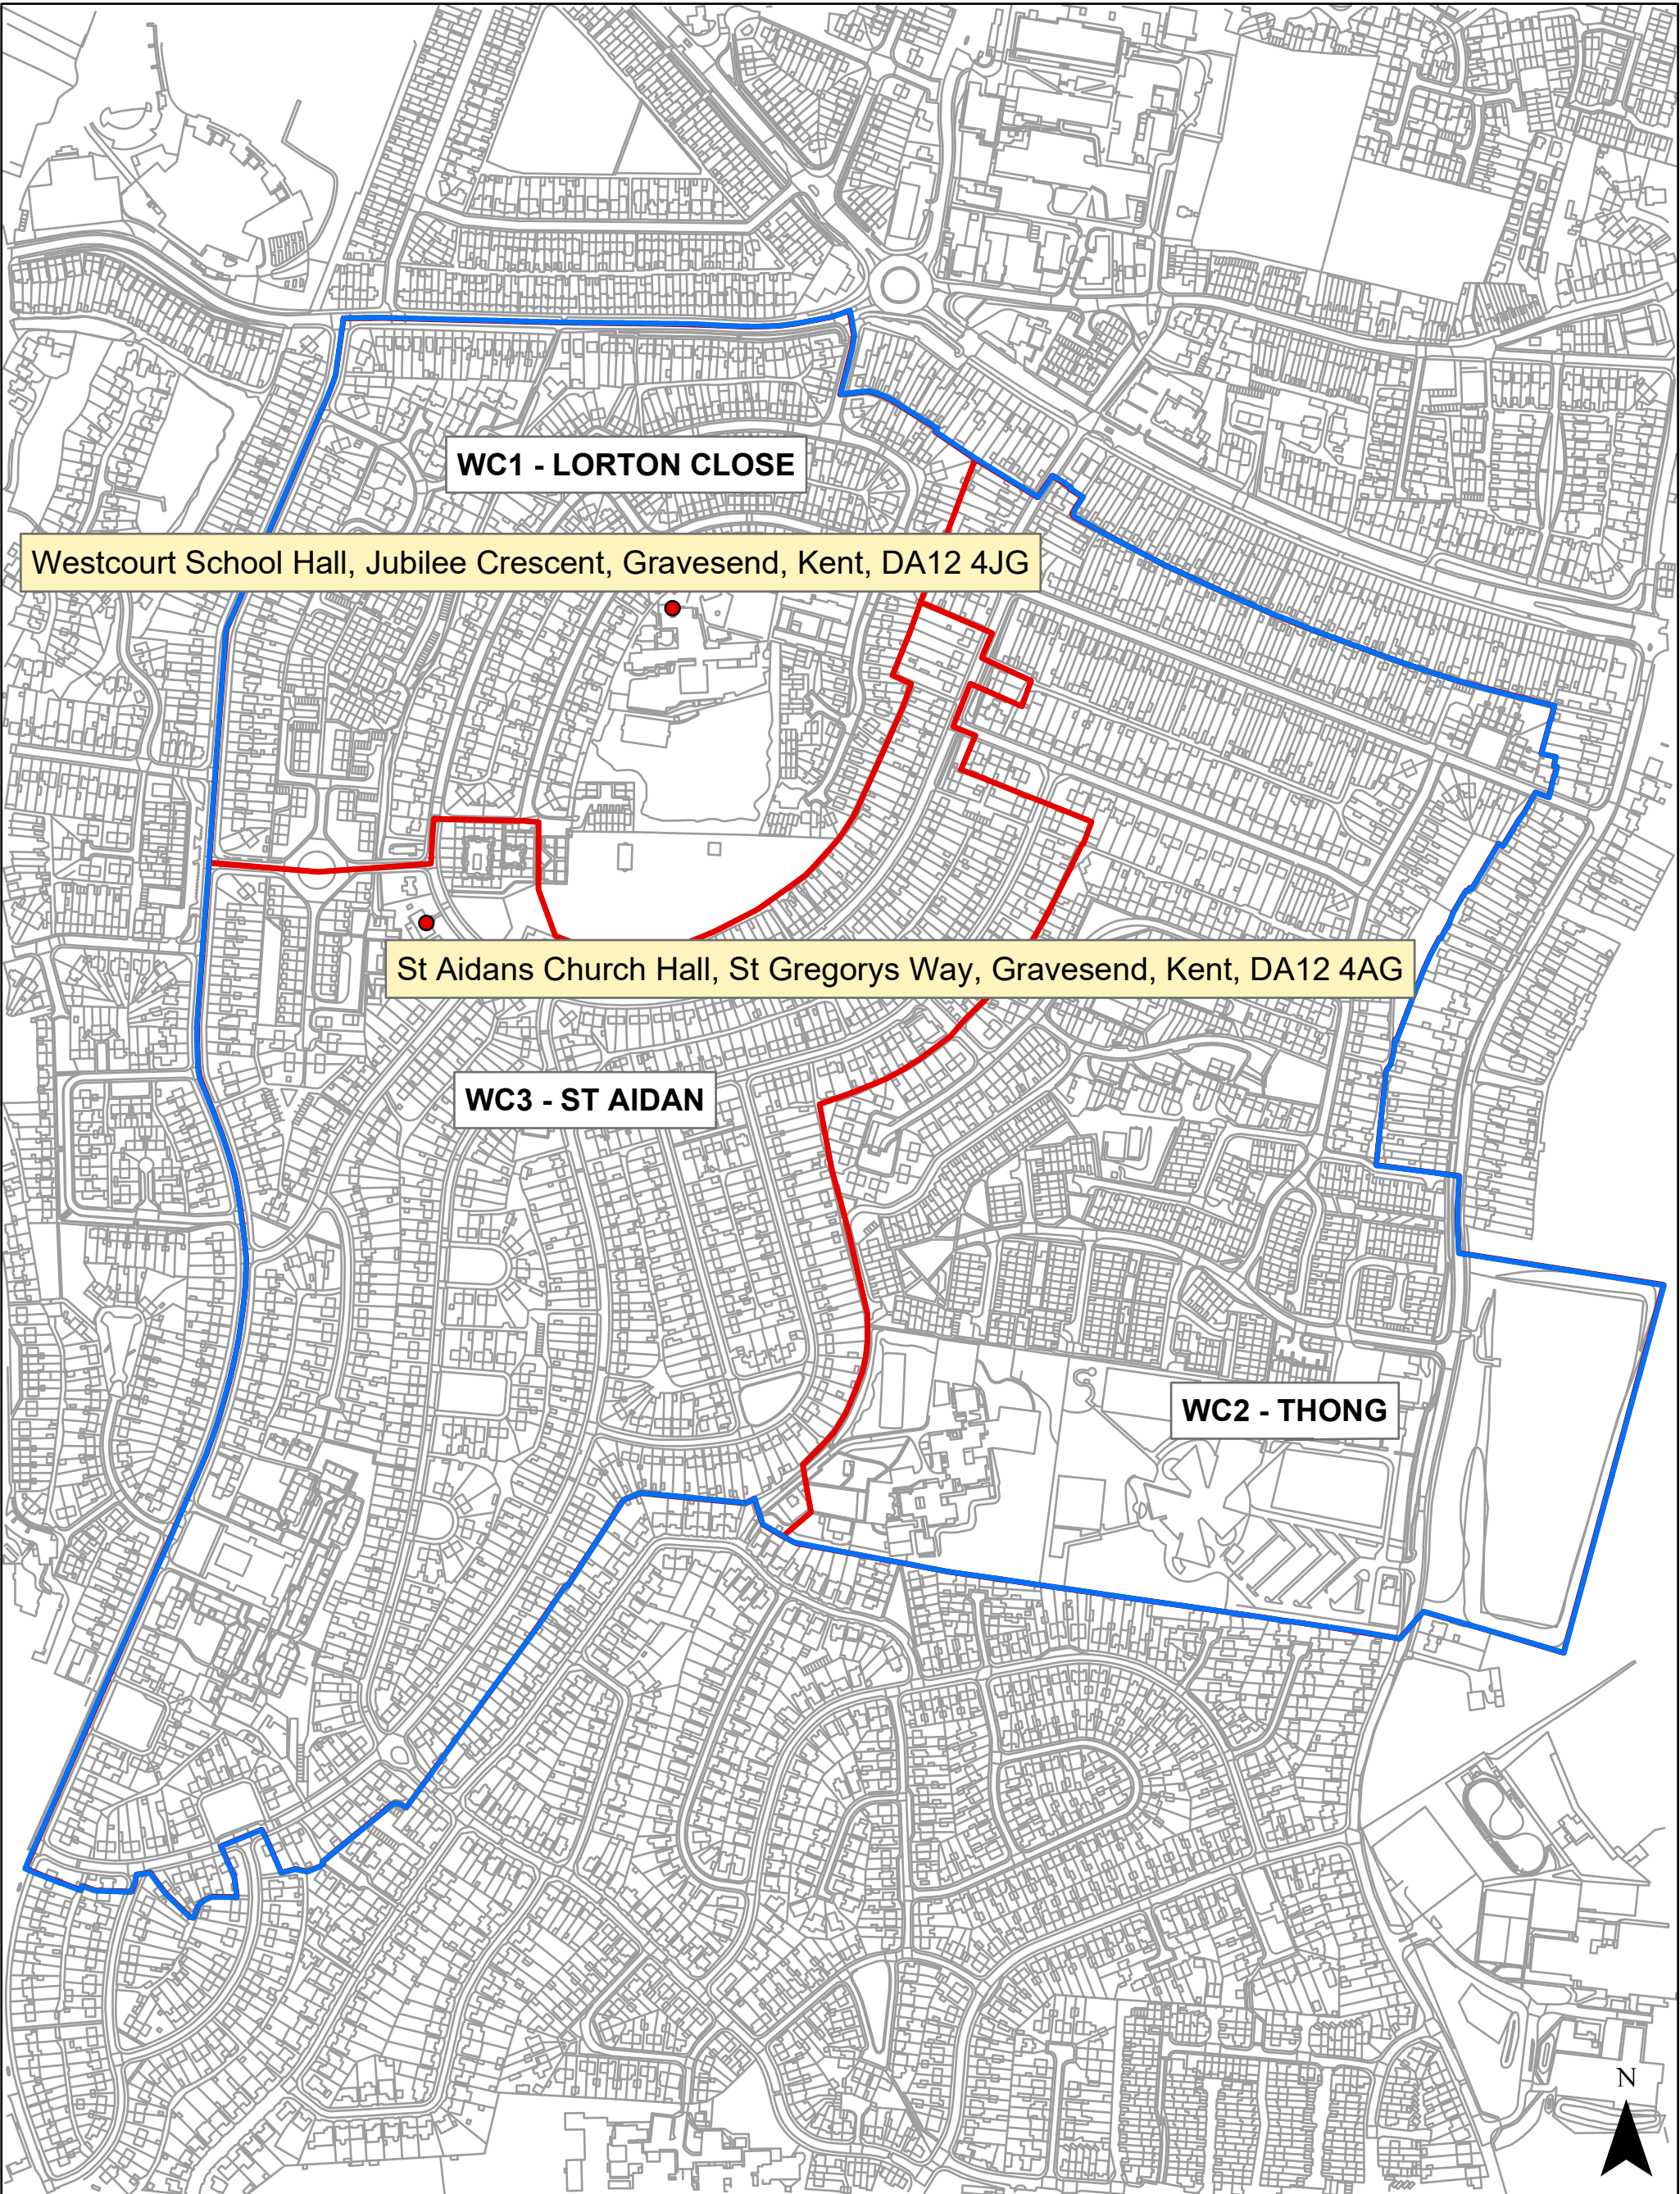 WC1 - LORTON CLOSE
Westcourt School Hall, Jubilee Crescent, Gravesend, Kent, DA12 4JG
St Aidans Church Hall, St Gregorys Way, Gravesend, Kent, DA12 4AG
WC3 - ST AIDAN
WC2 - THONG
N